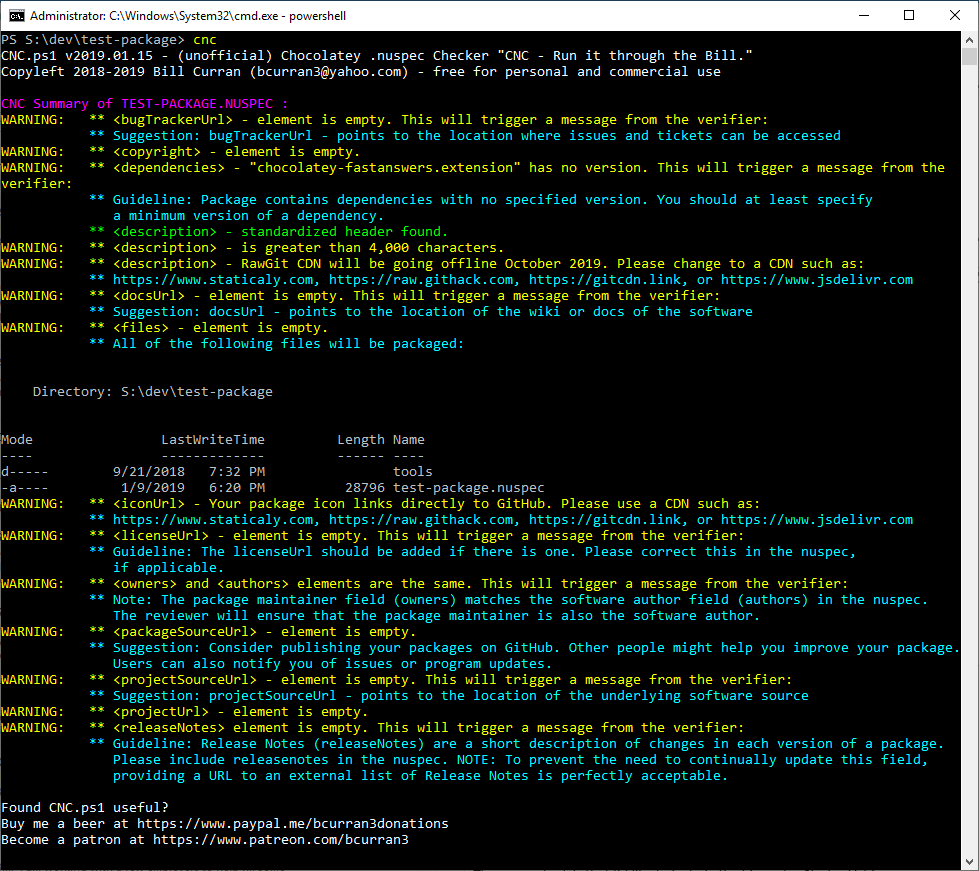 Administrator: C:\Windows\System32\cmd.exe - powershell
PS S:\dev\test-package> cnc
CNC.ps1 v2019.01.15 - (unofficial) Chocolatey .nuspec Checker "CNC - Run it through the Bill."
Copyleft 2018-2019 Bill Curran (bcurran3@yahoo.com) - free for personal and commercial use
CNC Summary of TEST-PACKAGE.NUSPEC :
WARNING:   ** <bugTrackerUrl> - element is empty. This will trigger a message from the verifier:
           ** Suggestion: bugTrackerUrl - points to the location where issues and tickets can be accessed
WARNING:   ** <copyright> - element is empty.
WARNING:   ** <dependencies> - "chocolatey-fastanswers.extension" has no version. This will trigger a message from the
verifier:
           ** Guideline: Package contains dependencies with no specified version. You should at least specify
              a minimum version of a dependency.
           ** <description> - standardized header found.
WARNING:   ** <description> - is greater than 4,000 characters.
WARNING:   ** <description> - RawGit CDN will be going offline October 2019. Please change to a CDN such as:
           ** https://www.staticaly.com, https://raw.githack.com, https://gitcdn.link, or https://www.jsdelivr.com
WARNING:   ** <docsUrl> - element is empty. This will trigger a message from the verifier:
           ** Suggestion: docsUrl - points to the location of the wiki or docs of the software
WARNING:   ** <files> - element is empty.
           ** All of the following files will be packaged:
    Directory: S:\dev\test-package
Mode                LastWriteTime         Length Name
----                -------------         ------ ----
d-----        9/21/2018   7:32 PM                tools
-a----         1/9/2019   6:20 PM          28796 test-package.nuspec
WARNING:   ** <iconUrl> - Your package icon links directly to GitHub. Please use a CDN such as:
           ** https://www.staticaly.com, https://raw.githack.com, https://gitcdn.link, or https://www.jsdelivr.com
WARNING:   ** <licenseUrl> - element is empty. This will trigger a message from the verifier:
           ** Guideline: The licenseUrl should be added if there is one. Please correct this in the nuspec,
              if applicable.
WARNING:   ** <owners> and <authors> elements are the same. This will trigger a message from the verifier:
           ** Note: The package maintainer field (owners) matches the software author field (authors) in the nuspec.
              The reviewer will ensure that the package maintainer is also the software author.
WARNING:   ** <packageSourceUrl> - element is empty.
           ** Suggestion: Consider publishing your packages on GitHub. Other people might help you improve your package.
              Users can also notify you of issues or program updates.
WARNING:   ** <projectSourceUrl> - element is empty. This will trigger a message from the verifier:
           ** Suggestion: projectSourceUrl - points to the location of the underlying software source
WARNING:   ** <projectUrl> - element is empty.
WARNING:   ** <releaseNotes> element is empty. This will trigger a message from the verifier:
           ** Guideline: Release Notes (releaseNotes) are a short description of changes in each version of a package.
              Please include releasenotes in the nuspec. NOTE: To prevent the need to continually update this field,
              providing a URL to an external list of Release Notes is perfectly acceptable.
Found CNC.ps1 useful?
Buy me a beer at https://www.paypal.me/bcurran3donations
Become a patron at https://www.patreon.com/bcurran3